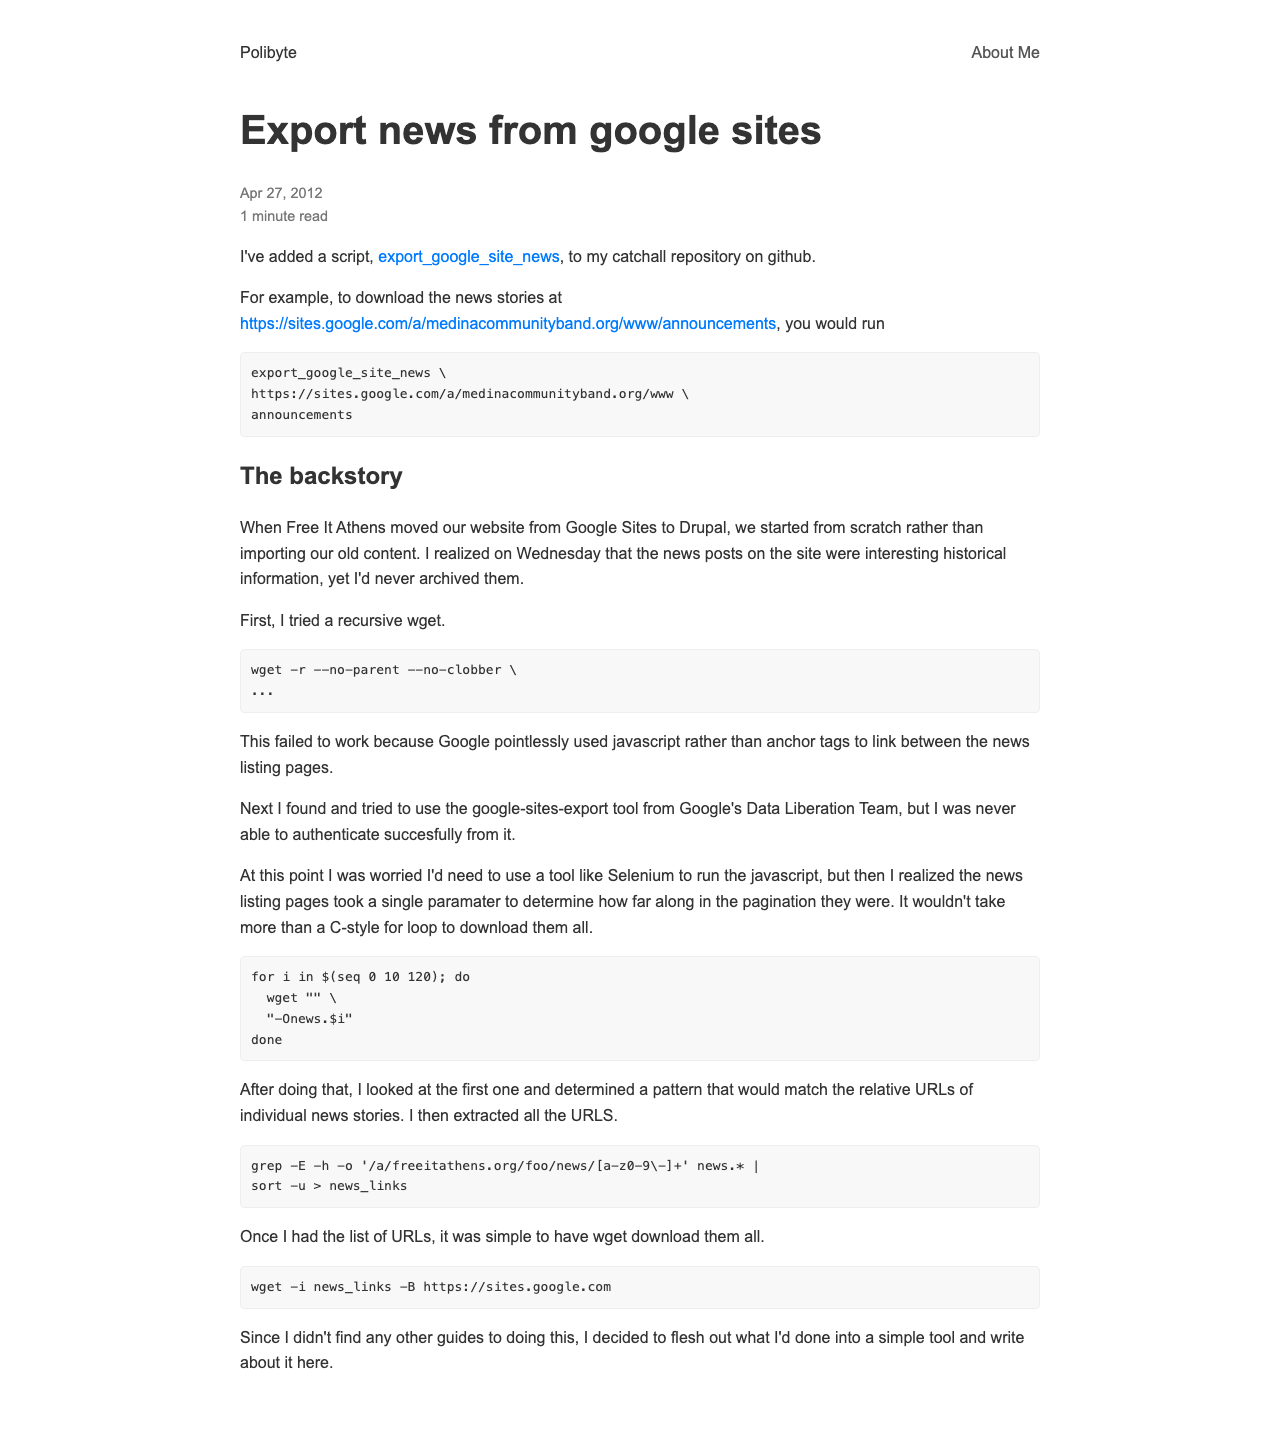 Polibyte
About Me
Export news from google sites
Apr 27, 2012
1 minute read
I've added a script, export_google_site_news, to my catchall repository on github.
For example, to download the news stories at
https://sites.google.com/a/medinacommunityband.org/www/announcements, you would run
export_google_site_news \
https://sites.google.com/a/medinacommunityband.org/www \
announcements
The backstory
When Free It Athens moved our website from Google Sites to Drupal, we started from scratch rather than
importing our old content. I realized on Wednesday that the news posts on the site were interesting historical
information, yet I'd never archived them.
First, I tried a recursive wget.
wget -r --no-parent --no-clobber \
...
This failed to work because Google pointlessly used javascript rather than anchor tags to link between the news
listing pages.
Next I found and tried to use the google-sites-export tool from Google's Data Liberation Team, but I was never
able to authenticate succesfully from it.
At this point I was worried I'd need to use a tool like Selenium to run the javascript, but then I realized the news
listing pages took a single paramater to determine how far along in the pagination they were. It wouldn't take
more than a C-style for loop to download them all.
for i in $(seq 0 10 120); do
  wget "" \
  "-Onews.$i"
done
After doing that, I looked at the first one and determined a pattern that would match the relative URLs of
individual news stories. I then extracted all the URLS.
grep -E -h -o '/a/freeitathens.org/foo/news/[a-z0-9\-]+' news.* |
sort -u > news_links
Once I had the list of URLs, it was simple to have wget download them all.
wget -i news_links -B https://sites.google.com
Since I didn't find any other guides to doing this, I decided to flesh out what I'd done into a simple tool and write
about it here.